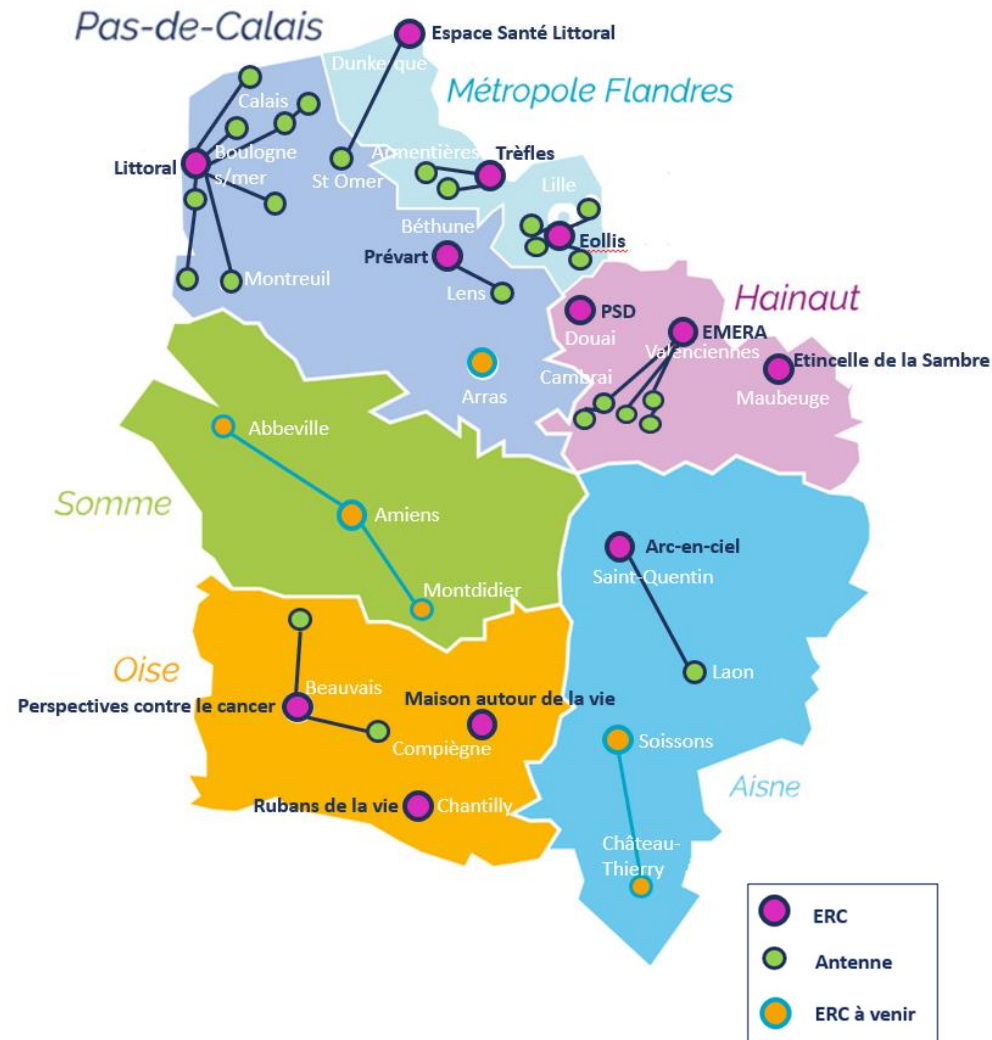 Pas-de-Calais
Espace Santé Littoral
Dunkerque
Métropole Flandres
Calais
Armentières
Trèfles
Littoral
Boulogne
s/mer
St Omer
Lille
Béthune
Eollis
Prévart
Lens
Montreuil
Hainaut
PSD
Douai
EMERA
Valenciennes
Etincelle de la Sambre
Cambrai
Maubeuge
Arras
Abbeville
Somme
Amiens
Arc-en-ciel
Saint-Quentin
Montdidier
Oise
Laon
Beauvais
Perspectives contre le cancer
Maison autour de la vie
Compiègne
Soissons
Aisne
Rubans de la vie
Chantilly
Château-
Thierry
ERC
Antenne
ERC à venir